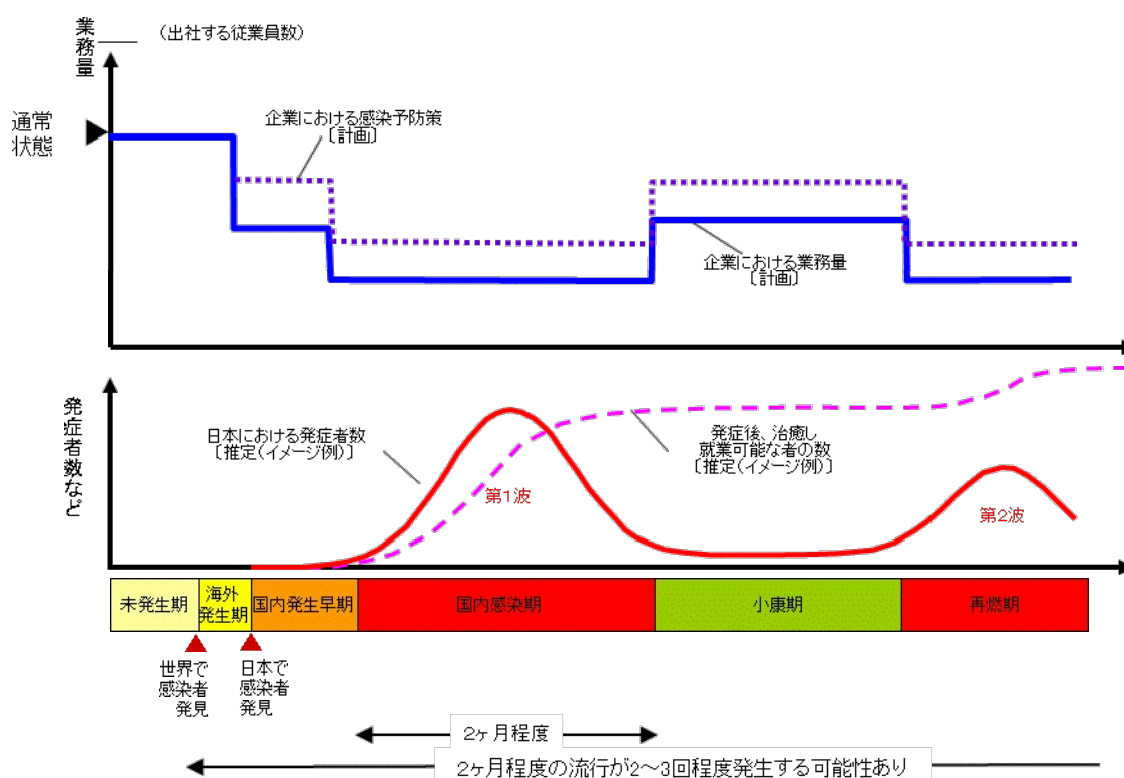 業務量
（出社する従業員数）
通常
状態
企業における感染予防策
〔計画〕
企業における業務量
〔計画〕
発症者数など
日本における発症者数
〔推定(イメージ例)〕
発症後、治癒し
就業可能な者の数
〔推定(イメージ例)〕
第1波
第2波
未発生期
海外
発生期
国内発生早期
国内感染期
小康期
再燃期
世界で
感染者
発見
日本で
感染者
発見
2ヶ月程度
2ヶ月程度の流行が2～3回程度発生する可能性あり